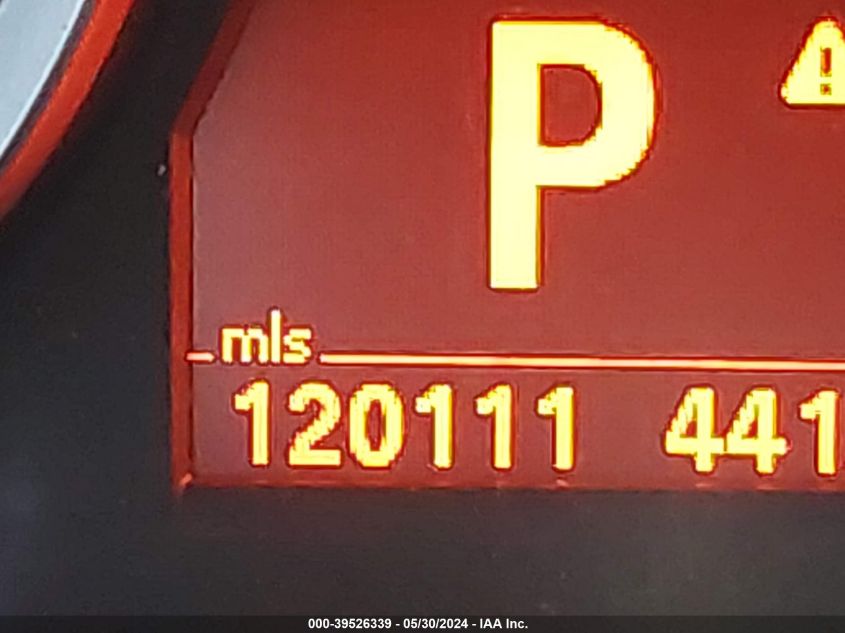 P
mls
120111 441
000-39526339 - 05/30/2024 - IAA Inc.